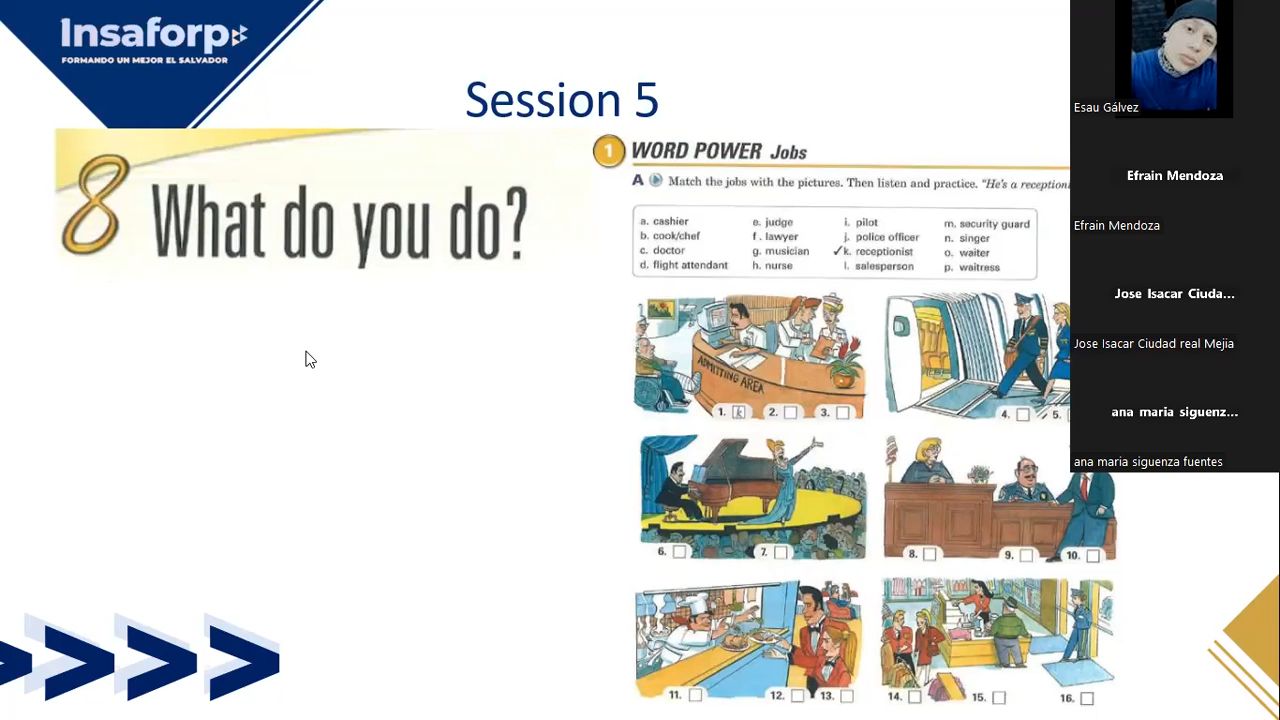 Insaforp
FORMANDO UN MEJOR EL SALVADOR
Session 5
8 What do you do?
1 WORD POWER Jobs
A Match the jobs with the pictures. Then listen and practice. "He's a reception
a. cashier
b. cook/chef
c. doctor
d. flight attendant
e. judge
f. lawyer
g. musician
h. nurse
i. pilot
j. police officer
✓k. receptionist
l. salesperson
m. security guard
n. singer
o. waiter
p. waitress
ADMITTING AREA
1. k 2. 3.
4. 5.
6. 7.
8. 9. 10.
11. 12. 13.
14. 15. 16.
Esau Gálvez
Efrain Mendoza
Efrain Mendoza
Jose Isacar Ciuda...
Jose Isacar Ciudad real Mejia
ana maria siguenz...
ana maria siguenza fuentes